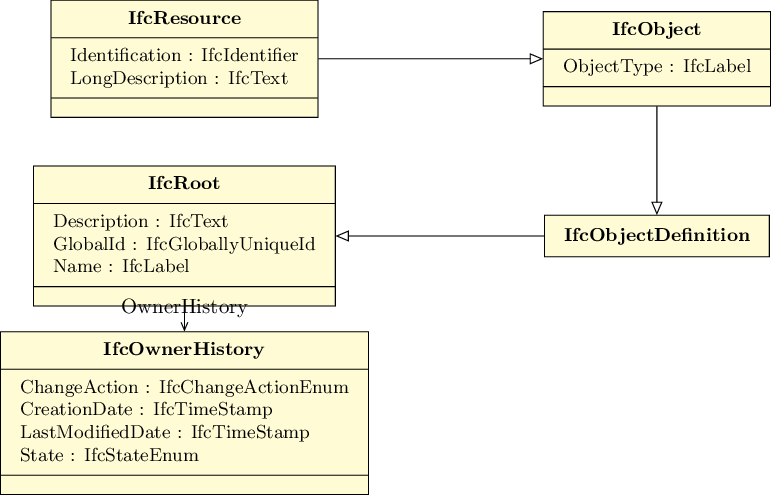 IfcResource
Identification : IfcIdentifier
LongDescription : IfcText
IfcObject
ObjectType : IfcLabel
IfcRoot
Description : IfcText
GlobalId : IfcGloballyUniqueId
Name : IfcLabel
IfcObjectDefinition
OwnerHistory
IfcOwnerHistory
ChangeAction : IfcChangeActionEnum
CreationDate : IfcTimeStamp
LastModifiedDate : IfcTimeStamp
State : IfcStateEnum